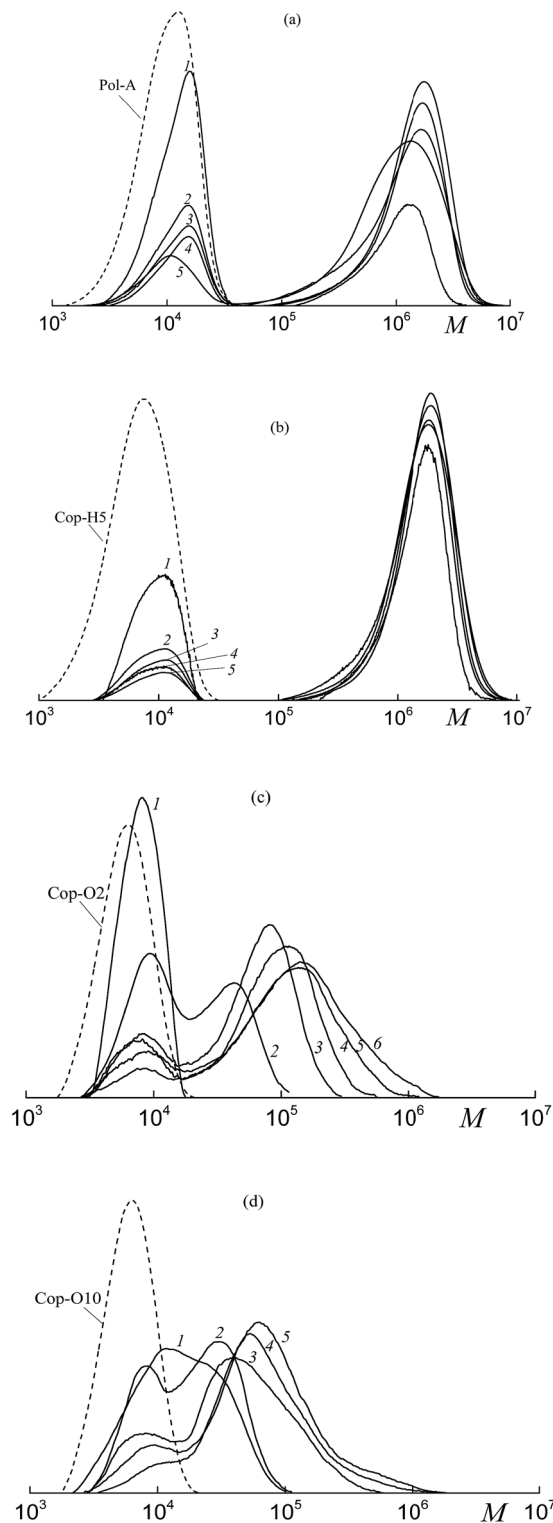 (a)
Pol-A
1
2
3
4
5
10³ 10⁴ 10⁵ 10⁶ M 10⁷
(b)
Cop-H5
1
2 3
4
5
10³ 10⁴ 10⁵ 10⁶ M 10⁷
(c)
1
Cop-O2
2 3 4 5 6
10³ 10⁴ 10⁵ 10⁶ M 10⁷
(d)
Cop-O10
1 2 3 4 5
10³ 10⁴ 10⁵ 10⁶ M 10⁷